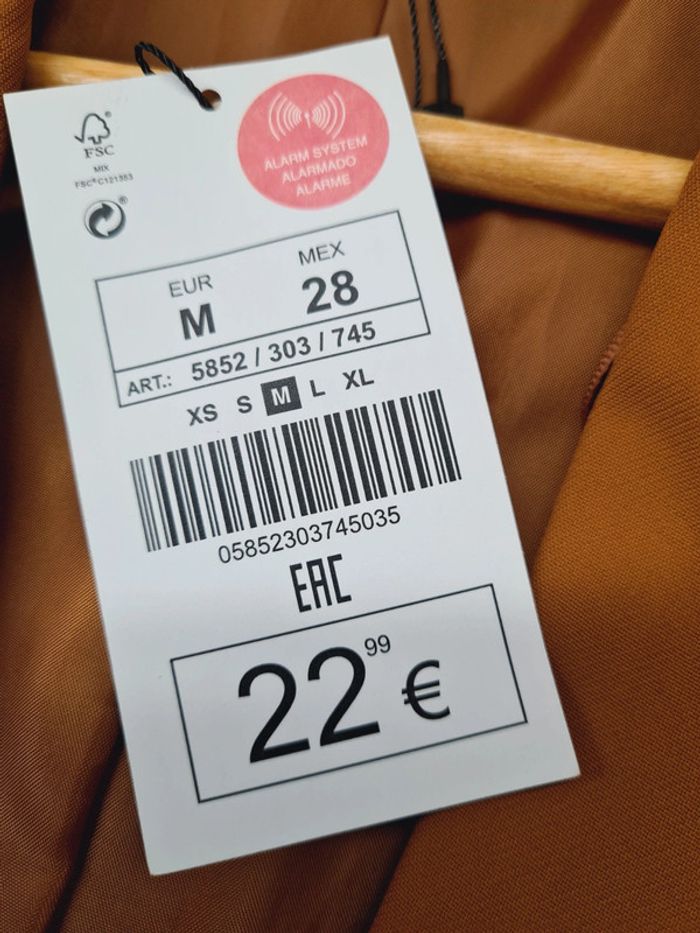 FSC®
MIX
FSC® C121353
®
ALARM SYSTEM
ALARMADO
ALARME
EUR MEX
M 28
ART.: 5852 / 303 / 745
XS S M L XL
05852303745035
EAC
22 99 €